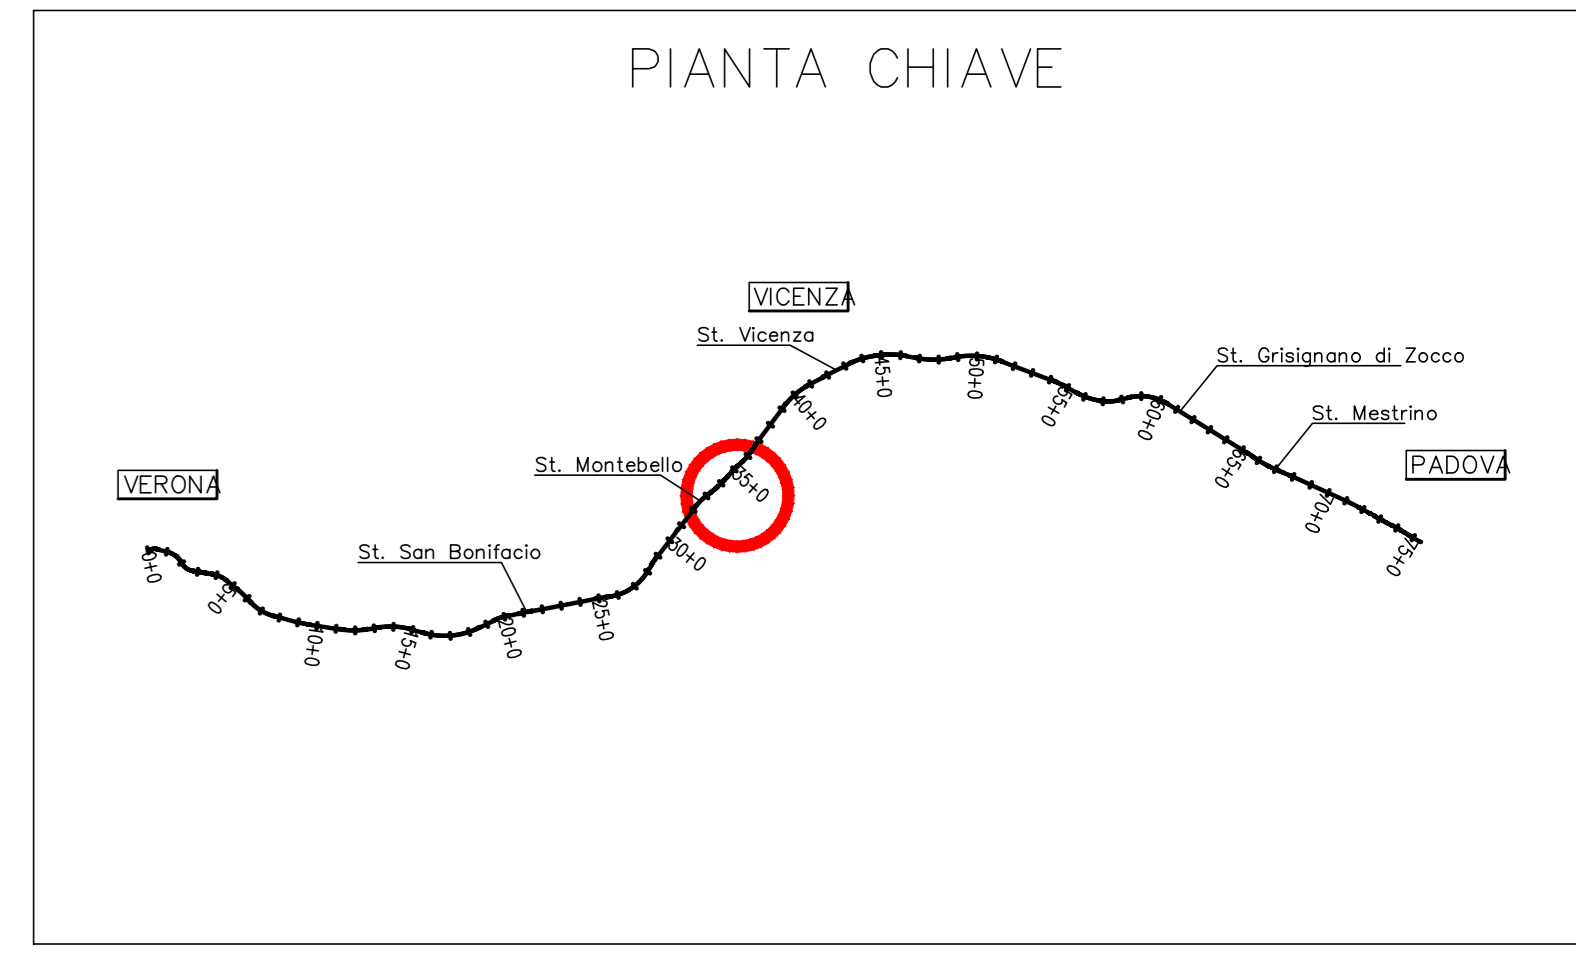 PIANTA CHIAVE
VICENZA
St. Vicenza
St. Grisignano di Zocco
St. Mestrino
St. Montebello
PADOVA
VERONA
St. San Bonifacio
0+0
5+0
10+0
15+0
20+0
25+0
30+0
35+0
40+0
45+0
50+0
55+0
60+0
65+0
70+0
75+0